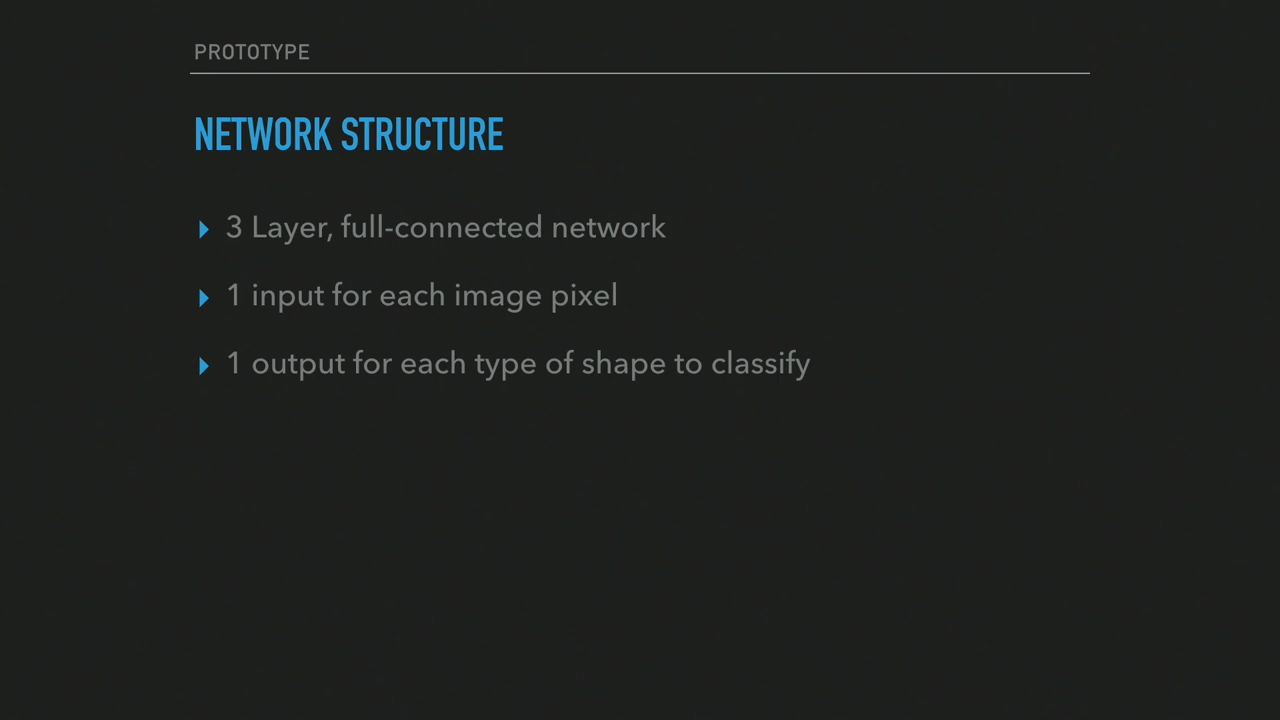 PROTOTYPE
NETWORK STRUCTURE
3 Layer, full-connected network
1 input for each image pixel
1 output for each type of shape to classify